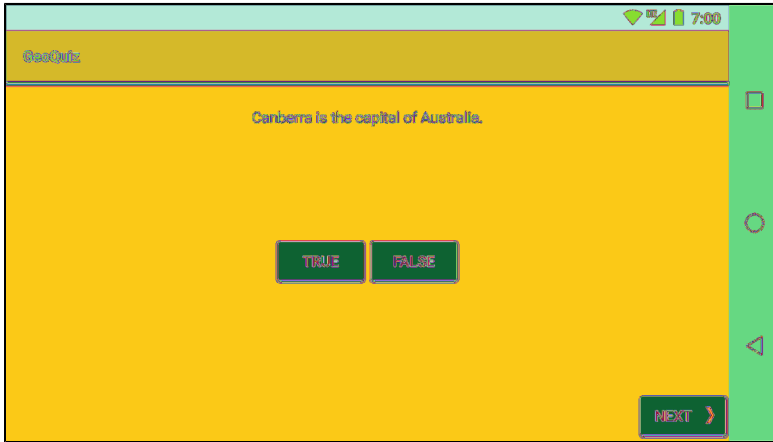 7:00
GeoQuiz
Canberra is the capital of Australia.
TRUE FALSE
NEXT